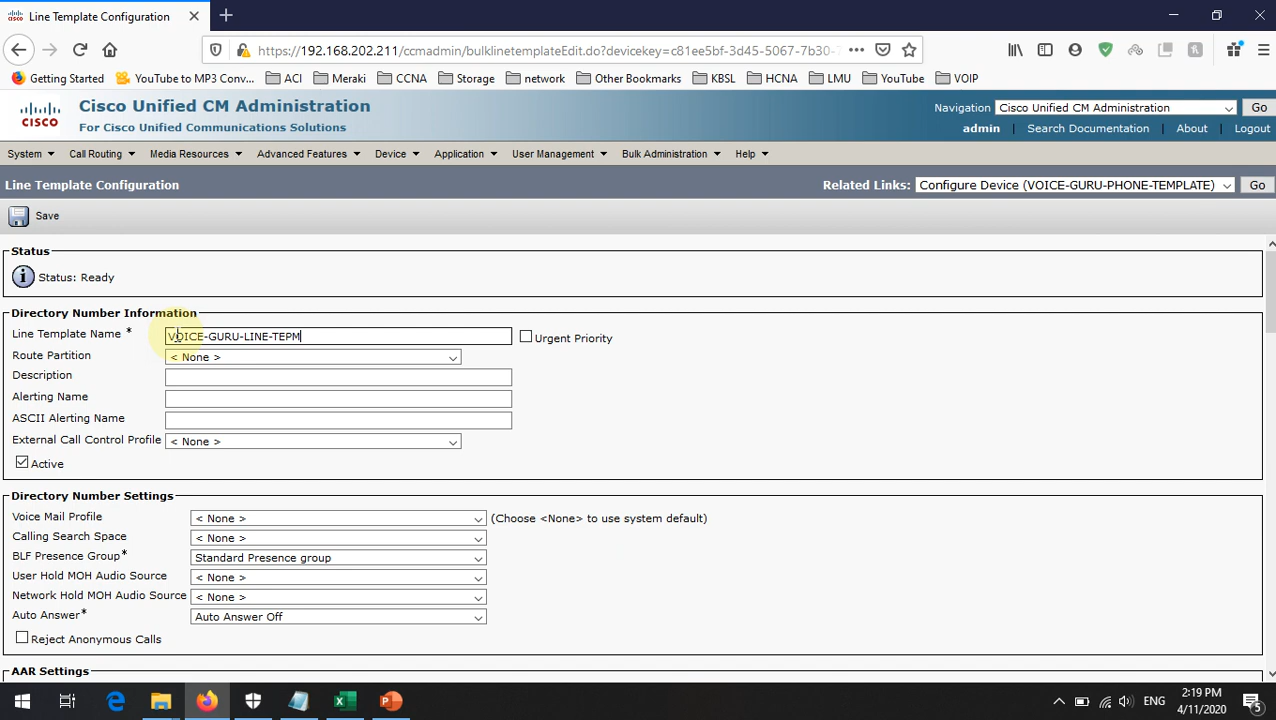 Line Template Configuration
https://192.168.202.211/ccmadmin/bulklinetemplateEdit.do?devicekey=c81ee5bf-3d45-5067-7b30-
Getting Started YouTube to MP3 Conv... ACI Meraki CCNA Storage network Other Bookmarks KBSL HCNA LMU YouTube VOIP
CISCO
Cisco Unified CM Administration
For Cisco Unified Communications Solutions
Navigation Cisco Unified CM Administration Go
admin | Search Documentation | About | Logout
System Call Routing Media Resources Advanced Features Device Application User Management Bulk Administration Help
Line Template Configuration
Related Links: Configure Device (VOICE-GURU-PHONE-TEMPLATE) Go
Save
Status
Status: Ready
Directory Number Information
Line Template Name * VOICE-GURU-LINE-TEPM Urgent Priority
Route Partition < None >
Description
Alerting Name
ASCII Alerting Name
External Call Control Profile < None >
Active
Directory Number Settings
Voice Mail Profile < None > (Choose <None> to use system default)
Calling Search Space < None >
BLF Presence Group* Standard Presence group
User Hold MOH Audio Source < None >
Network Hold MOH Audio Source < None >
Auto Answer* Auto Answer Off
Reject Anonymous Calls
AAR Settings
ENG
2:19 PM
4/11/2020
5